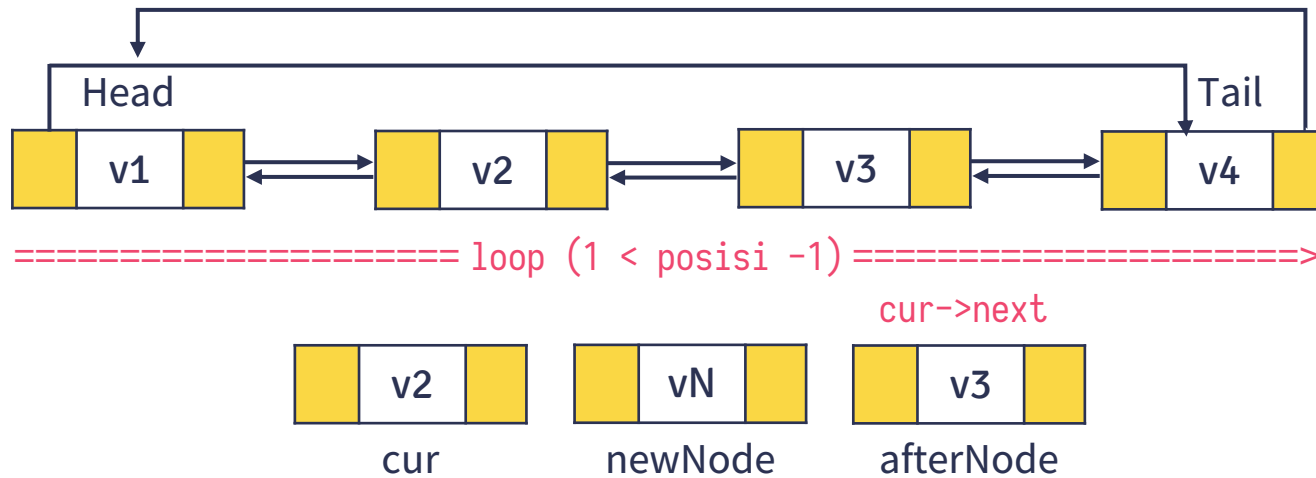 Head Tail
v1 v2 v3 v4
=================== loop (1 < posisi -1) ===================>
cur->next
v2 vN v3
cur newNode afterNode